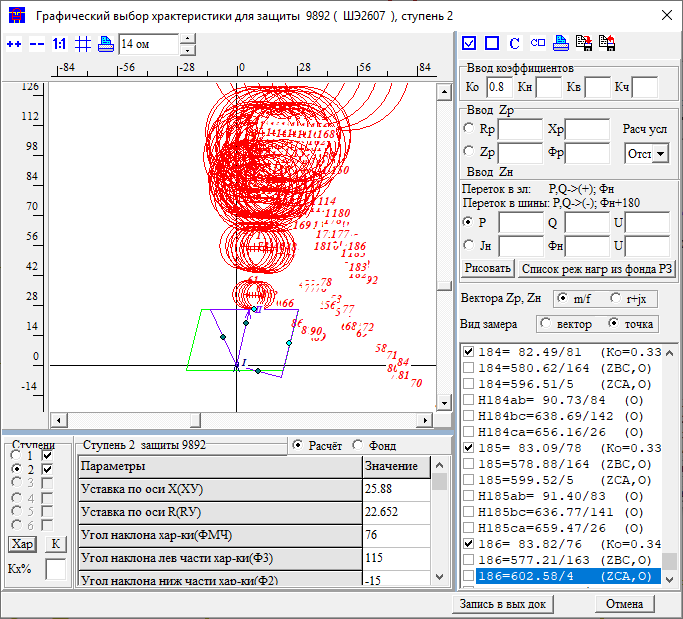 Графический выбор храктеристики для защиты 9892 ( ШЭ2607 ), ступень 2
++ -- 1:1 14 ом
-84 -56 -28 0 28 56 84
126
112
98
84
70
56
42
28
14
0
-14
I
II
71
70
C
Ввод коэффициентов
Ко 0.8 Кн Кв Кч
Ввод Zp
Rp Xp Расч усл
Zp Фp Отст
Ввод Zн
Переток в эл: P,Q->(+); Фн
Переток в шины: P,Q->(-); Фн+180
P Q U
Jн Фн U
Рисовать Список реж нагр из фонда РЗ
Вектора Zp, Zн m/f r+jx
Вид замера вектор точка
184= 82.49/81 (Ко=0.33
184=580.62/164 (ZBC,O)
184=596.51/5 (ZCA,O)
H184ab= 90.73/84 (O)
H184bc=638.69/142 (O)
H184ca=656.16/26 (O)
185= 83.09/78 (Ко=0.33
185=578.88/164 (ZBC,O)
185=599.52/5 (ZCA,O)
H185ab= 91.40/83 (O)
H185bc=636.77/141 (O)
H185ca=659.47/26 (O)
186= 83.82/76 (Ко=0.34
186=577.21/163 (ZBC,O)
186=602.58/4 (ZCA,O)
Ступени
1
2
3
4
5
6
Хар К
Кх%
Ступень 2 защиты 9892 Расчёт Фонд
Параметры Значение
Уставка по оси X(ХУ) 25.88
Уставка по оси R(RУ) 22.652
Угол наклона хар-ки(ФМЧ) 76
Угол наклона лев части хар-ки(Ф3) 115
Угол наклона ниж части хар-ки(Ф2) -15
Запись в вых док Отмена